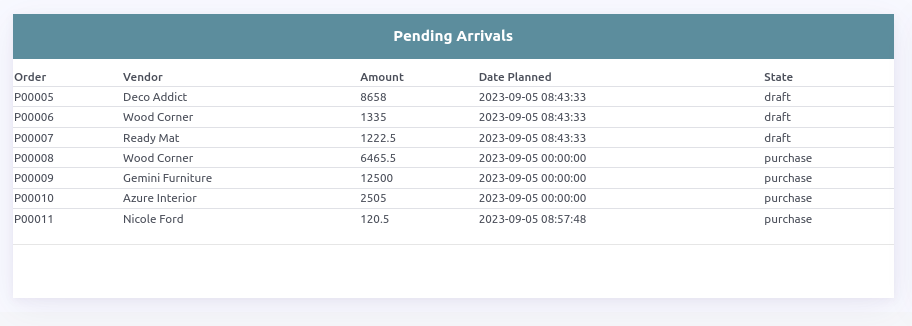 Pending Arrivals
Order Vendor Amount Date Planned State
P00005 Deco Addict 8658 2023-09-05 08:43:33 draft
P00006 Wood Corner 1335 2023-09-05 08:43:33 draft
P00007 Ready Mat 1222.5 2023-09-05 08:43:33 draft
P00008 Wood Corner 6465.5 2023-09-05 00:00:00 purchase
P00009 Gemini Furniture 12500 2023-09-05 00:00:00 purchase
P00010 Azure Interior 2505 2023-09-05 00:00:00 purchase
P00011 Nicole Ford 120.5 2023-09-05 08:57:48 purchase